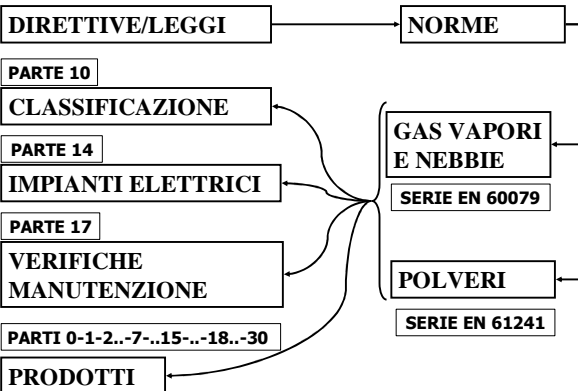 DIRETTIVE/LEGGI
NORME
PARTE 10
CLASSIFICAZIONE
PARTE 14
IMPIANTI ELETTRICI
PARTE 17
VERIFICHE
MANUTENZIONE
PARTI 0-1-2..-7-..15-..-18..-30
PRODOTTI
GAS VAPORI
E NEBBIE
SERIE EN 60079
POLVERI
SERIE EN 61241